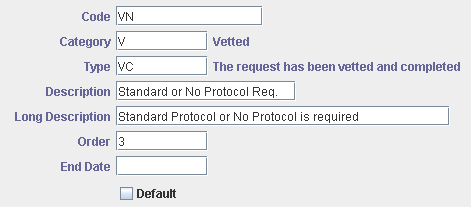 Code VN
Category V Vetted
Type VC The request has been vetted and completed
Description Standard or No Protocol Req.
Long Description Standard Protocol or No Protocol is required
Order 3
End Date
Default